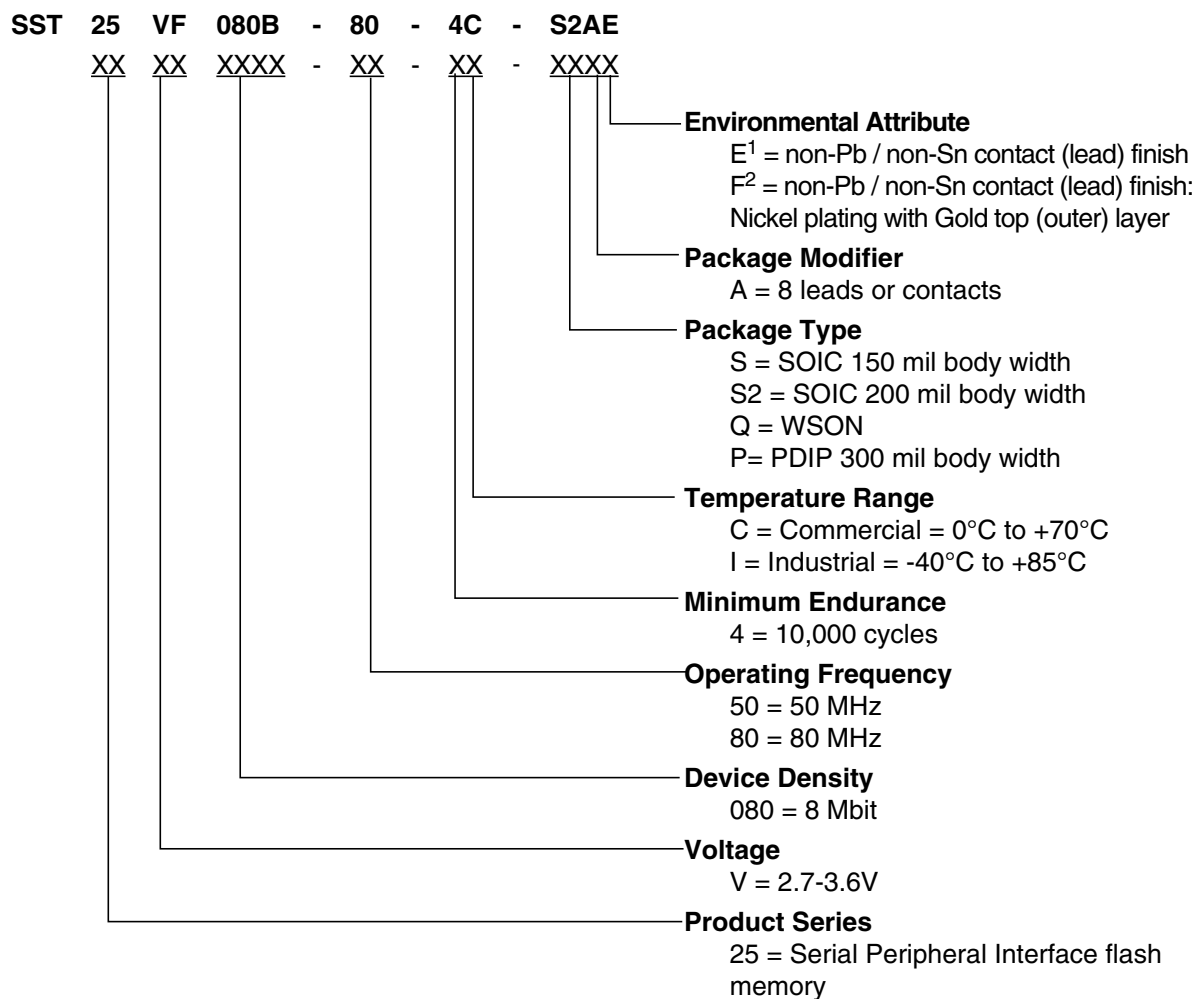 SST 25 VF 080B - 80 - 4C - S2AE
XX XX XXXX - XX - XX - XXXX
Environmental Attribute
E1 = non-Pb / non-Sn contact (lead) finish
F2 = non-Pb / non-Sn contact (lead) finish:
Nickel plating with Gold top (outer) layer
Package Modifier
A = 8 leads or contacts
Package Type
S = SOIC 150 mil body width
S2 = SOIC 200 mil body width
Q = WSON
P= PDIP 300 mil body width
Temperature Range
C = Commercial = 0°C to +70°C
I = Industrial = -40°C to +85°C
Minimum Endurance
4 = 10,000 cycles
Operating Frequency
50 = 50 MHz
80 = 80 MHz
Device Density
080 = 8 Mbit
Voltage
V = 2.7-3.6V
Product Series
25 = Serial Peripheral Interface flash
memory